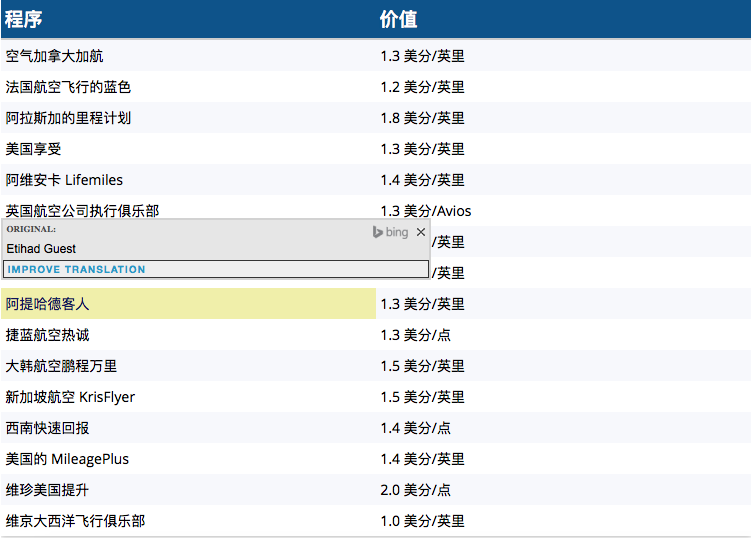 程序 价值
空气加拿大加航 1.3 美分/英里
法国航空飞行的蓝色 1.2 美分/英里
阿拉斯加的里程计划 1.8 美分/英里
美国享受 1.3 美分/英里
阿维安卡 Lifemiles 1.4 美分/英里
英国航空公司执行俱乐部 1.3 美分/Avios
ORIGINAL: bing ×
/英里
Etihad Guest
IMPROVE TRANSLATION /英里
阿提哈德客人 1.3 美分/英里
捷蓝航空热诚 1.3 美分/点
大韩航空鹏程万里 1.5 美分/英里
新加坡航空 KrisFlyer 1.5 美分/英里
西南快速回报 1.4 美分/点
美国的 MileagePlus 1.4 美分/英里
维珍美国提升 2.0 美分/点
维京大西洋飞行俱乐部 1.0 美分/英里